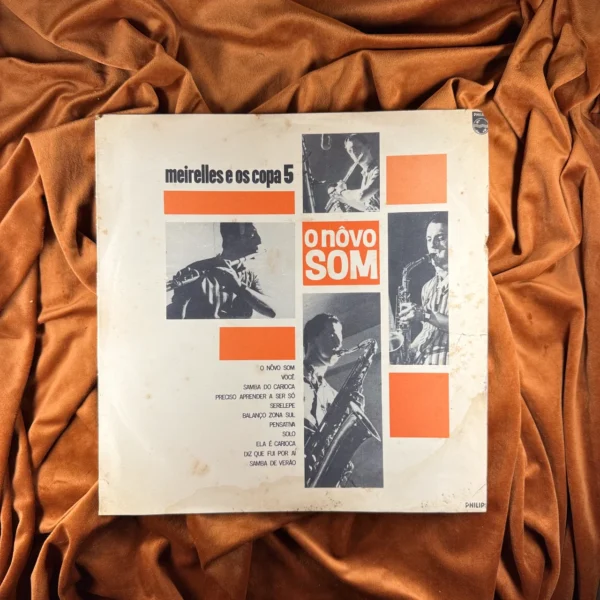 meirelles e os copa 5
o nôvo
SOM
O NÔVO SOM
VOCÊ
SAMBA DO CARIOCA
PRECISO APRENDER A SER SÓ
SERELEPE
BALANÇO ZONA SUL
PENSATIVA
SOLO
ELA É CARIOCA
DIZ QUE FUI POR AÍ
SAMBA DE VERÃO
PHILIPS